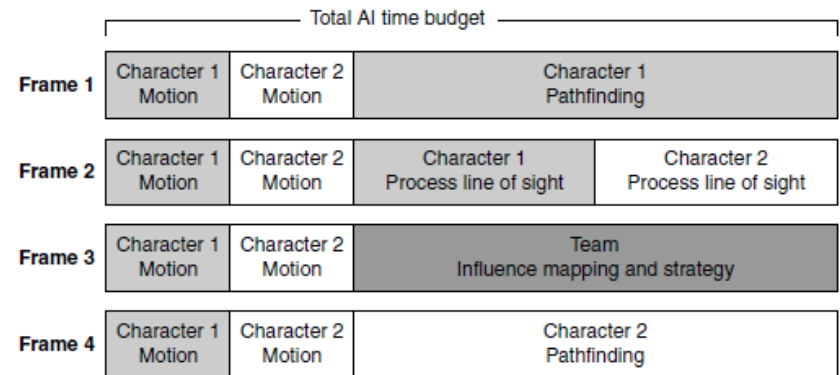 Total AI time budget
Frame 1
Character 1
Motion
Character 2
Motion
Character 1
Pathfinding
Frame 2
Character 1
Motion
Character 2
Motion
Character 1
Process line of sight
Character 2
Process line of sight
Frame 3
Character 1
Motion
Character 2
Motion
Team
Influence mapping and strategy
Frame 4
Character 1
Motion
Character 2
Motion
Character 2
Pathfinding